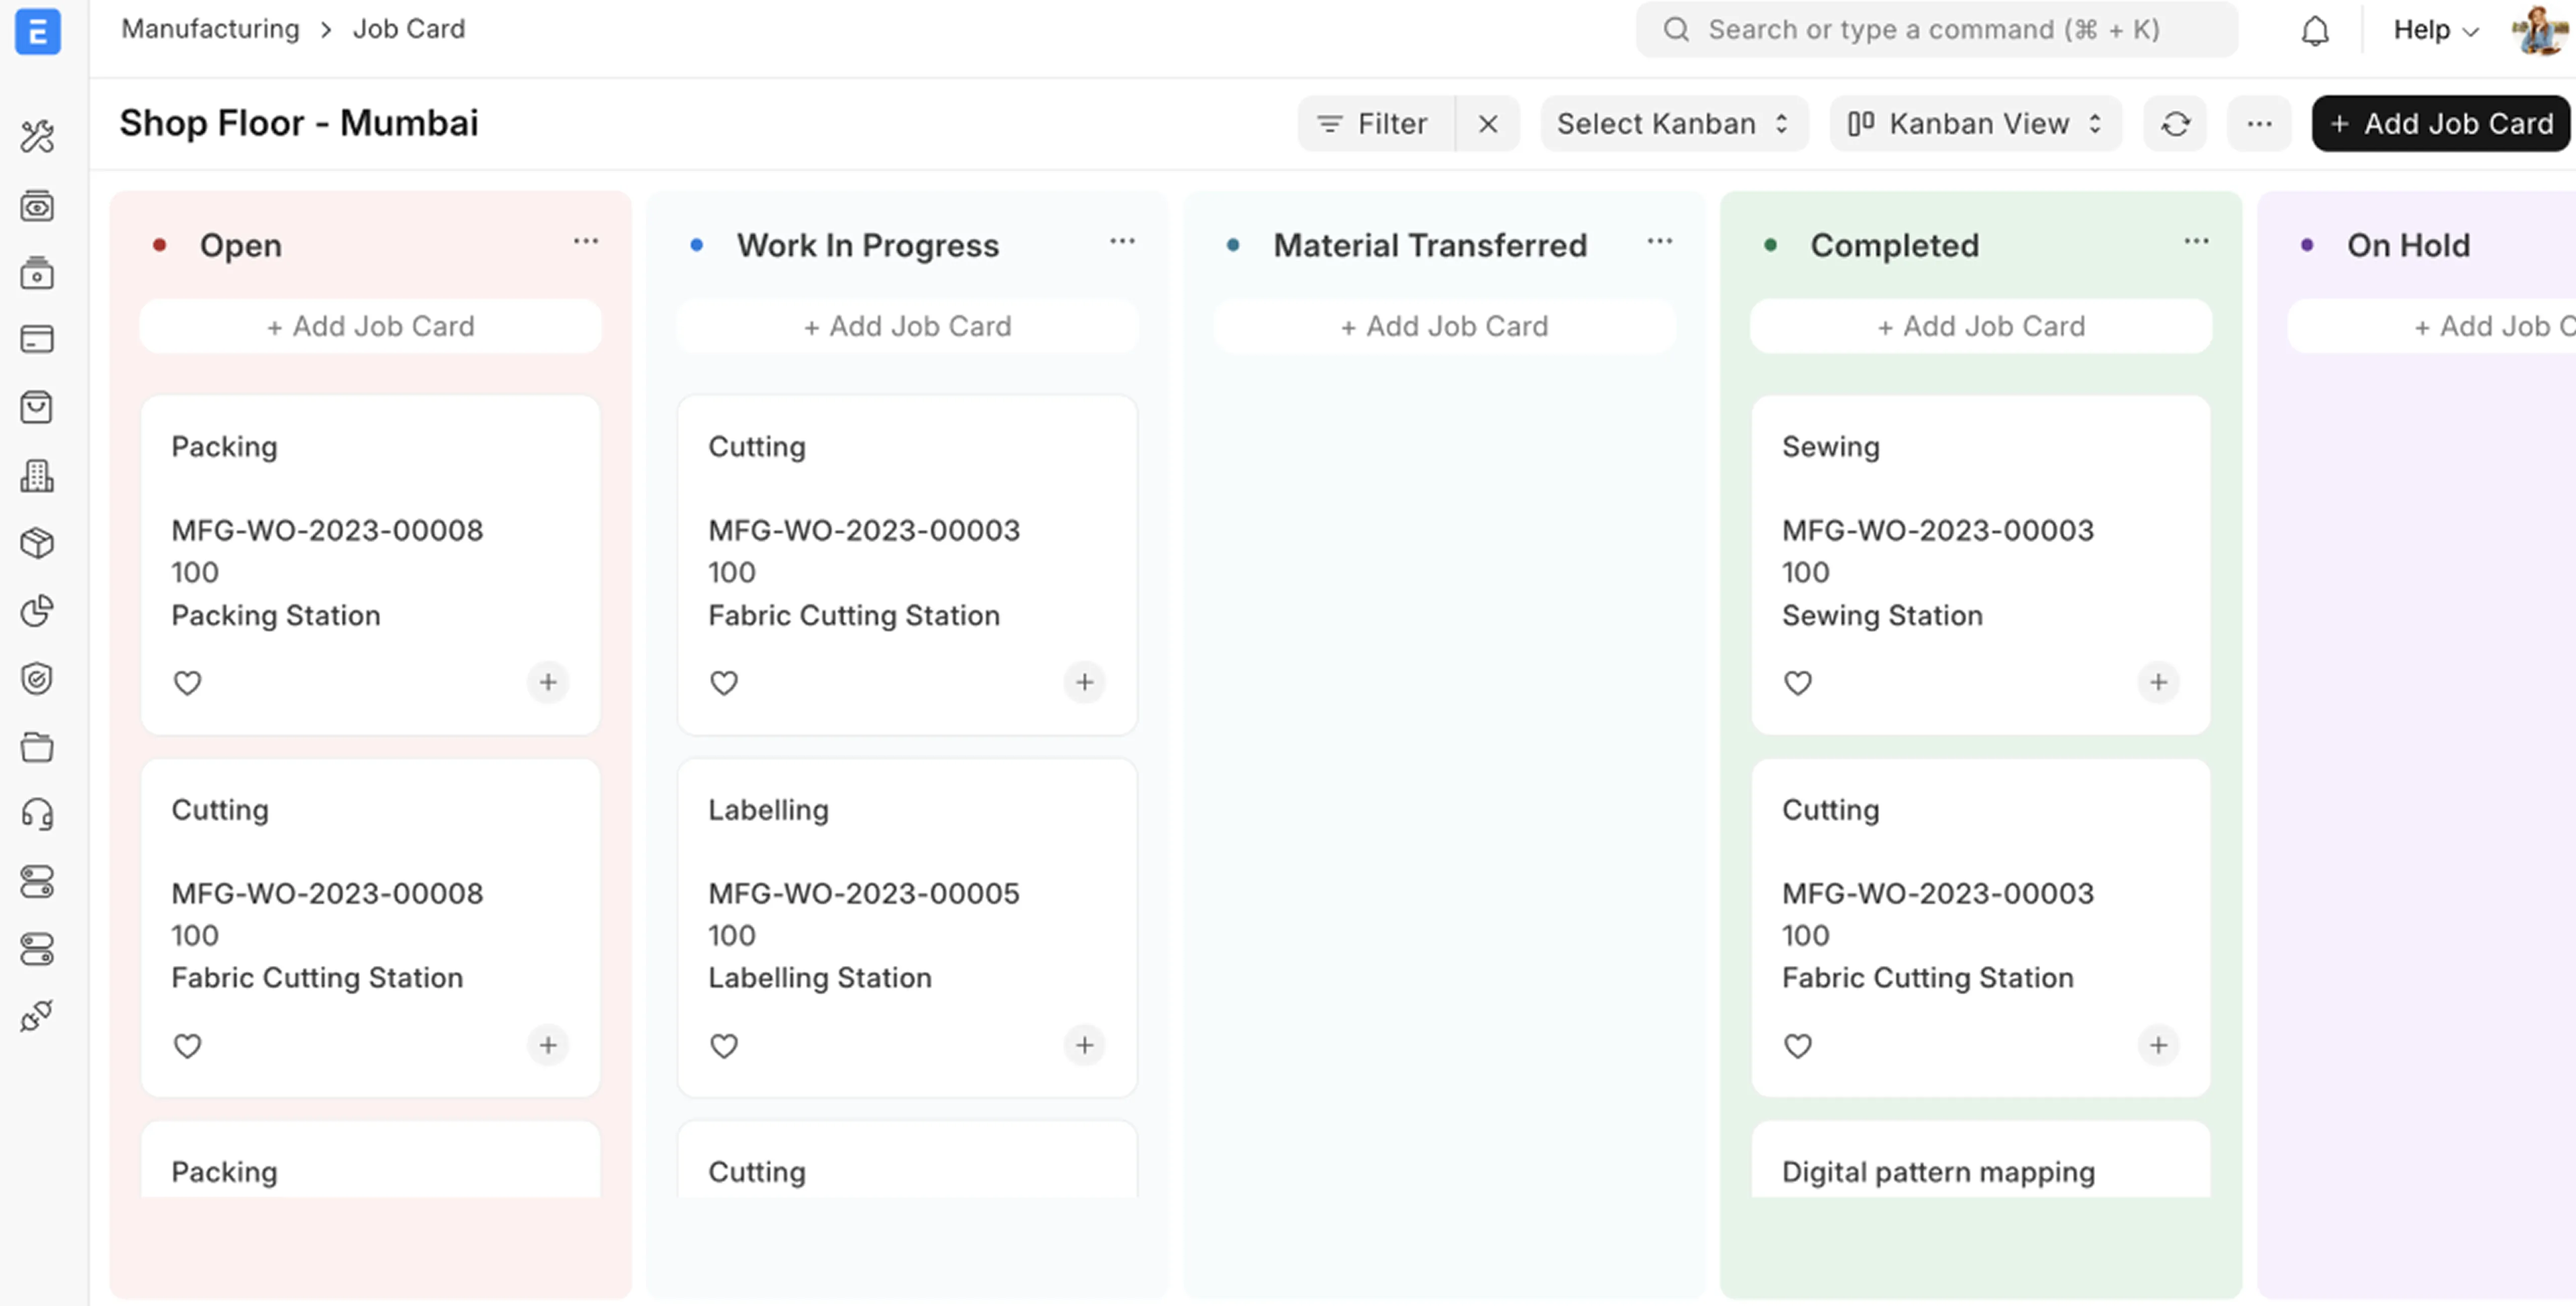 E
Manufacturing > Job Card
Search or type a command (⌘ + K)
Help
Shop Floor - Mumbai
Filter
Select Kanban
Kanban View
+ Add Job Card
Open
+ Add Job Card
Packing
MFG-WO-2023-00008
100
Packing Station
Cutting
MFG-WO-2023-00008
100
Fabric Cutting Station
Packing
Work In Progress
+ Add Job Card
Cutting
MFG-WO-2023-00003
100
Fabric Cutting Station
Labelling
MFG-WO-2023-00005
100
Labelling Station
Cutting
Material Transferred
+ Add Job Card
Completed
+ Add Job Card
Sewing
MFG-WO-2023-00003
100
Sewing Station
Cutting
MFG-WO-2023-00003
100
Fabric Cutting Station
Digital pattern mapping
On Hold
+ Add Job C